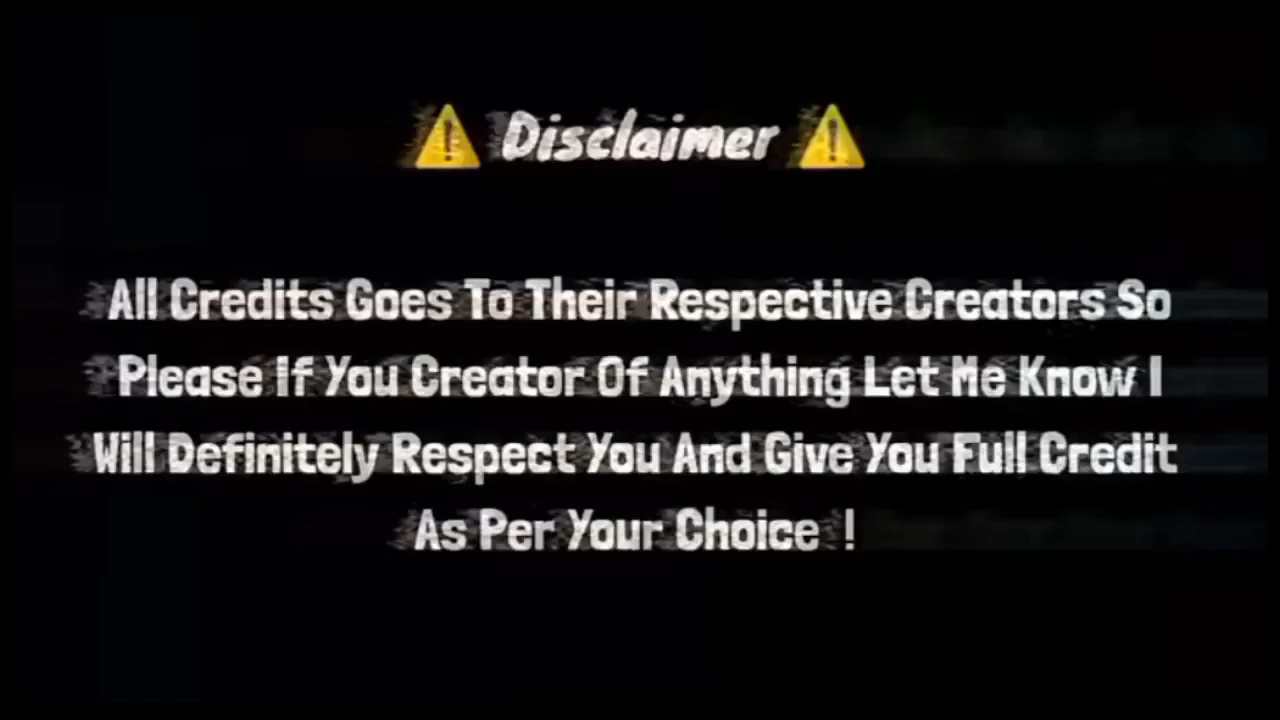 ⚠️ Disclaimer ⚠️
All Credits Goes To Their Respective Creators So
Please If You Creator Of Anything Let Me Know I
Will Definitely Respect You And Give You Full Credit
As Per Your Choice !